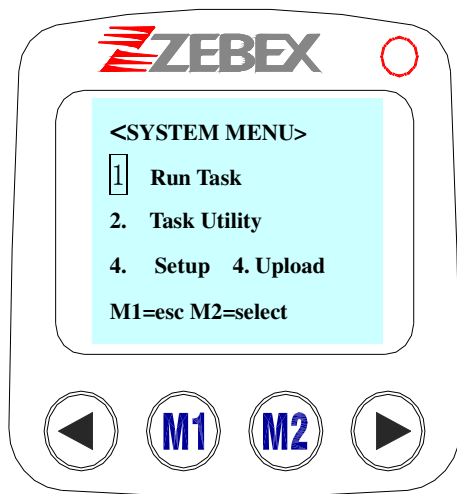 ZEBEX
<SYSTEM MENU>
1 Run Task
2. Task Utility
4. Setup 4. Upload
M1=esc M2=select
M1 M2